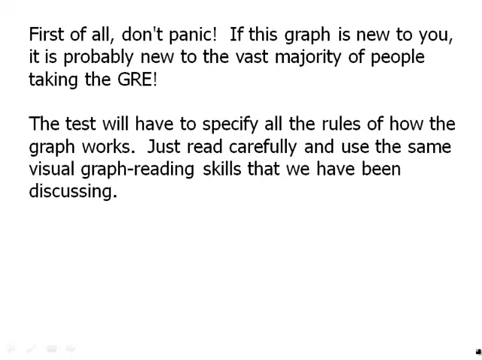 First of all, don't panic!  If this graph is new to you,
it is probably new to the vast majority of people
taking the GRE!
The test will have to specify all the rules of how the
graph works.  Just read carefully and use the same
visual graph-reading skills that we have been
discussing.